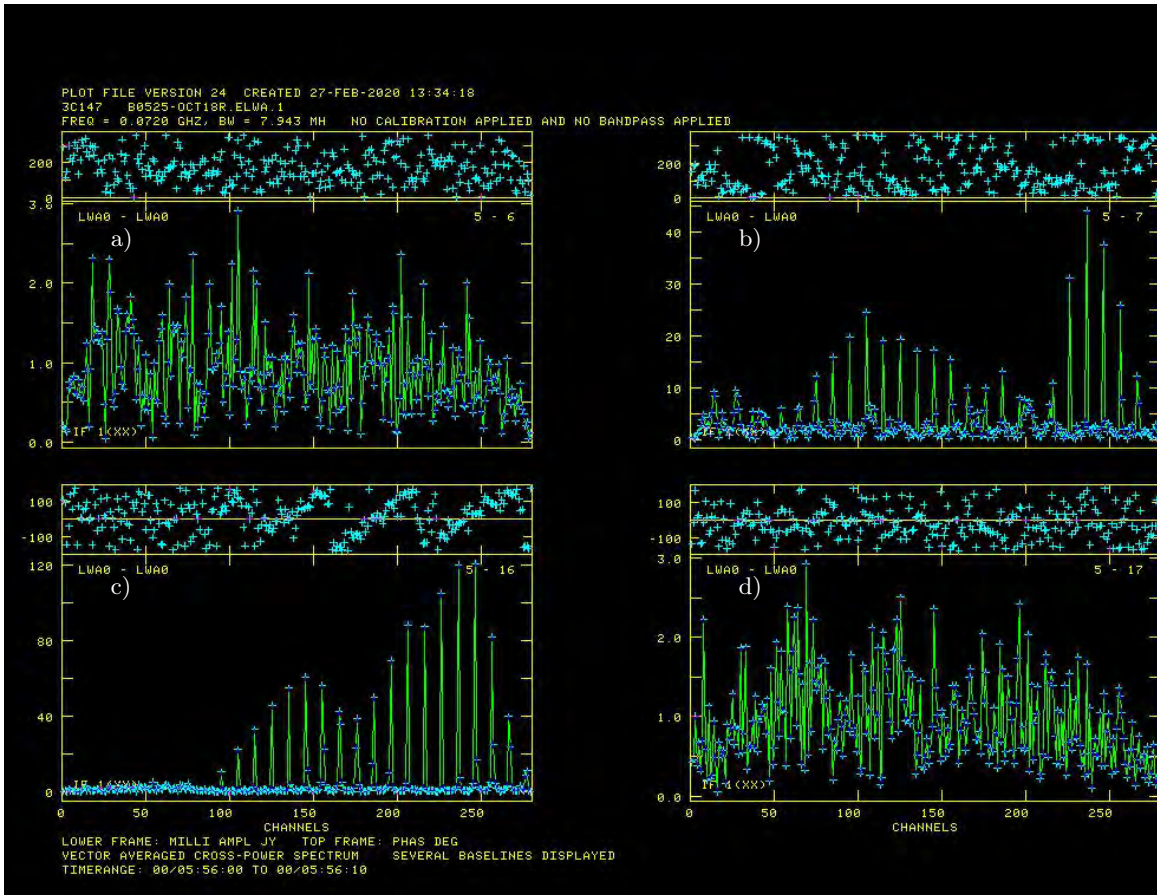 PLOT FILE VERSION 24 CREATED 27-FEB-2020 13:34:18
3C147 B0525-OCT18R.ELWA.1
FREQ = 0.0720 GHZ, BW = 7.943 MH NO CALIBRATION APPLIED AND NO BANDPASS APPLIED
200
0
3.0
LWA0 - LWA0 5 - 6
a)
2.0
1.0
0.0
IF 1(XX)
200
0
LWA0 - LWA0 5 - 7
b)
40
30
20
10
0
100
-100
120
LWA0 - LWA0 5 - 16
c)
80
40
0
IF 1(XX)
0 50 100 150 200 250
CHANNELS
100
-100
3.0
LWA0 - LWA0 5 - 17
d)
2.0
1.0
0.0
IF 1(XX)
0 50 100 150 200 250
CHANNELS
LOWER FRAME: MILLI AMPL JY TOP FRAME: PHAS DEG
VECTOR AVERAGED CROSS-POWER SPECTRUM SEVERAL BASELINES DISPLAYED
TIMERANGE: 00/05:56:00 TO 00/05:56:10